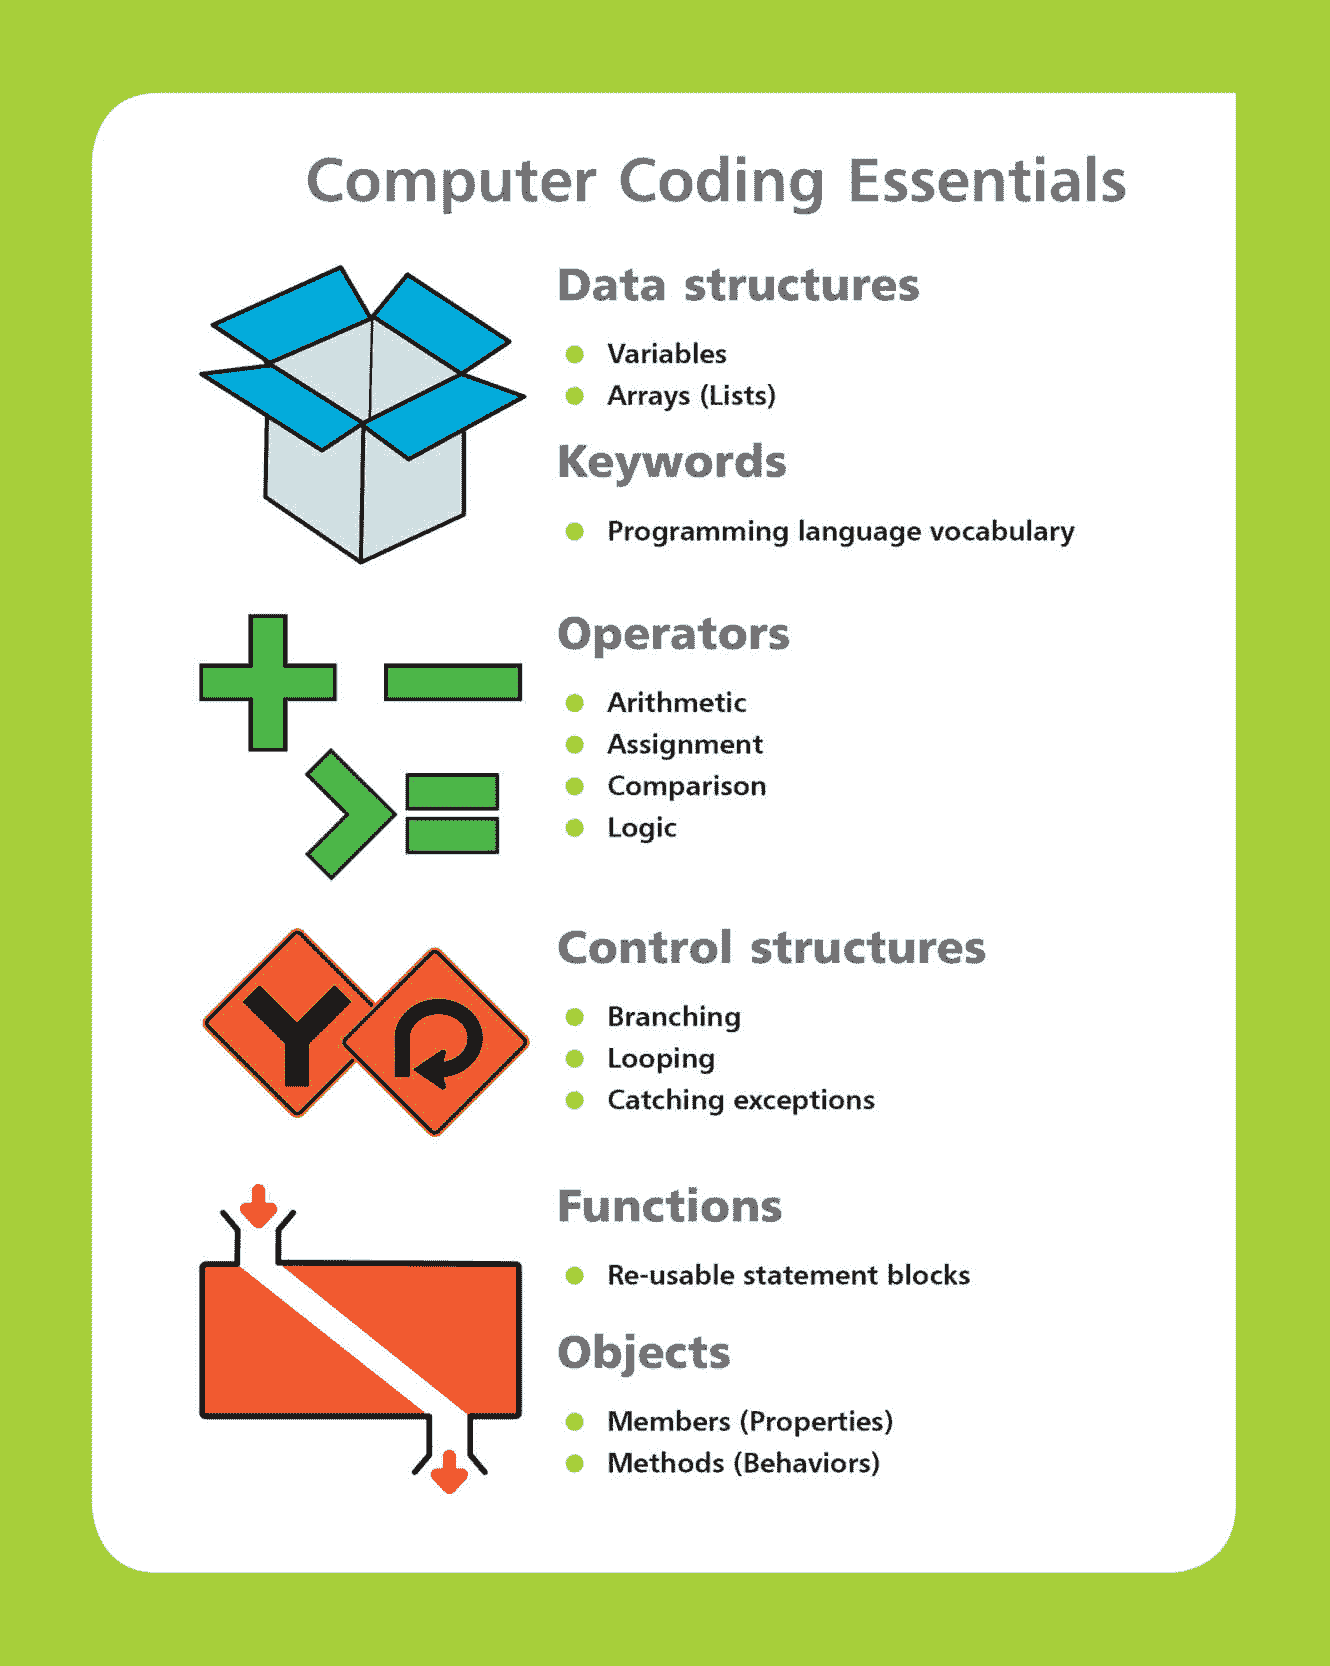 Computer Coding Essentials
Data structures
Variables
Arrays (Lists)
Keywords
Programming language vocabulary
Operators
Arithmetic
Assignment
Comparison
Logic
Control structures
Branching
Looping
Catching exceptions
Functions
Re-usable statement blocks
Objects
Members (Properties)
Methods (Behaviors)